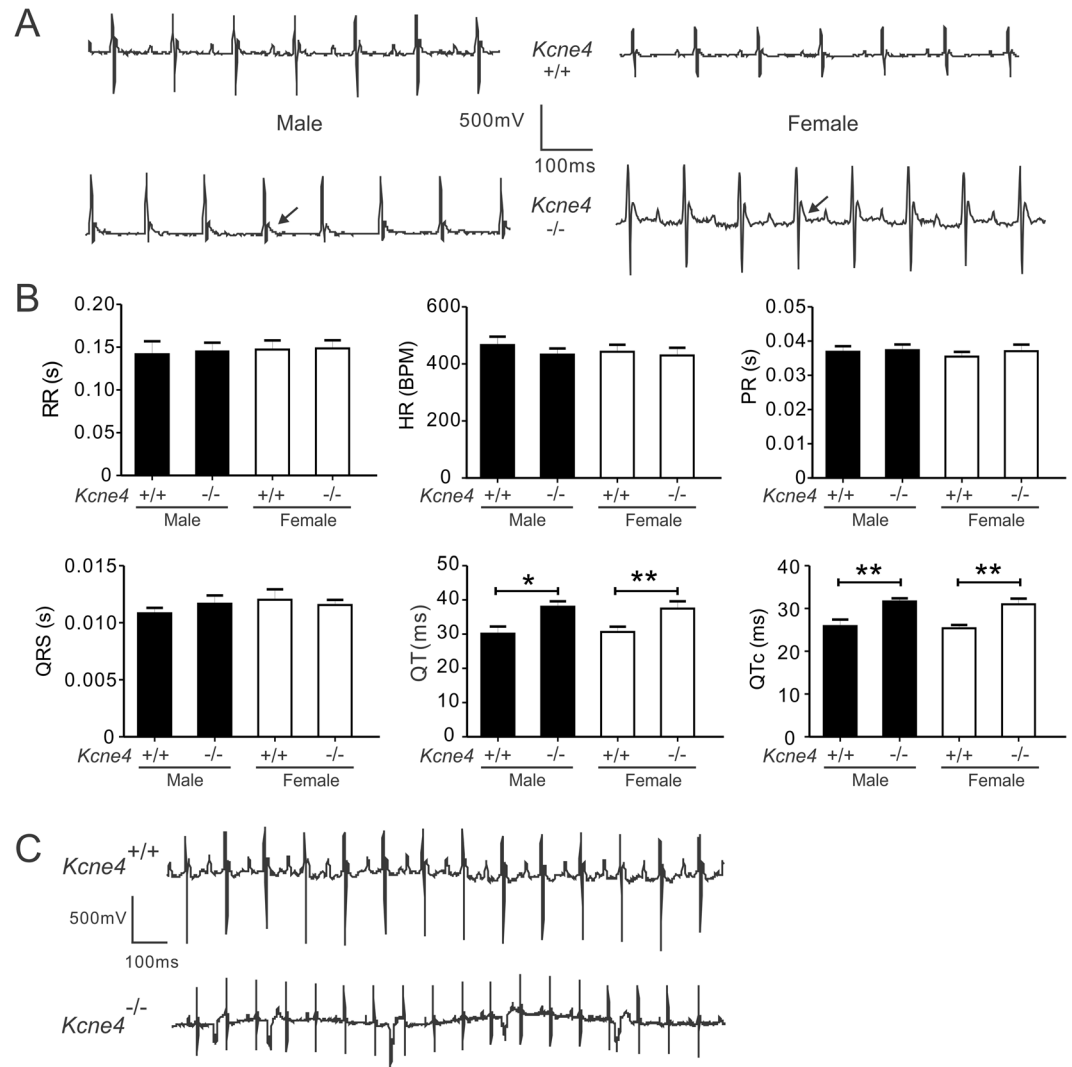 A
Kcne4
+/+
Male
500mV
100ms
Female
Kcne4
-/-
B
0.20
0.15
0.10
0.05
0
RR (s)
Kcne4 +/+ -/- +/+ -/-
Male Female
600
400
200
0
HR (BPM)
Kcne4 +/+ -/- +/+ -/-
Male Female
0.05
0.04
0.03
0.02
0.01
0.0
PR (s)
Kcne4 +/+ -/- +/+ -/-
Male Female
0.015
0.010
0.005
0
QRS (s)
Kcne4 +/+ -/- +/+ -/-
Male Female
50
40
30
20
10
0
QT(ms)
* **
Kcne4 +/+ -/- +/+ -/-
Male Female
40
30
20
10
0
QTc (ms)
** **
Kcne4 +/+ -/- +/+ -/-
Male Female
C
Kcne4+/+
500mV
100ms
Kcne4-/-